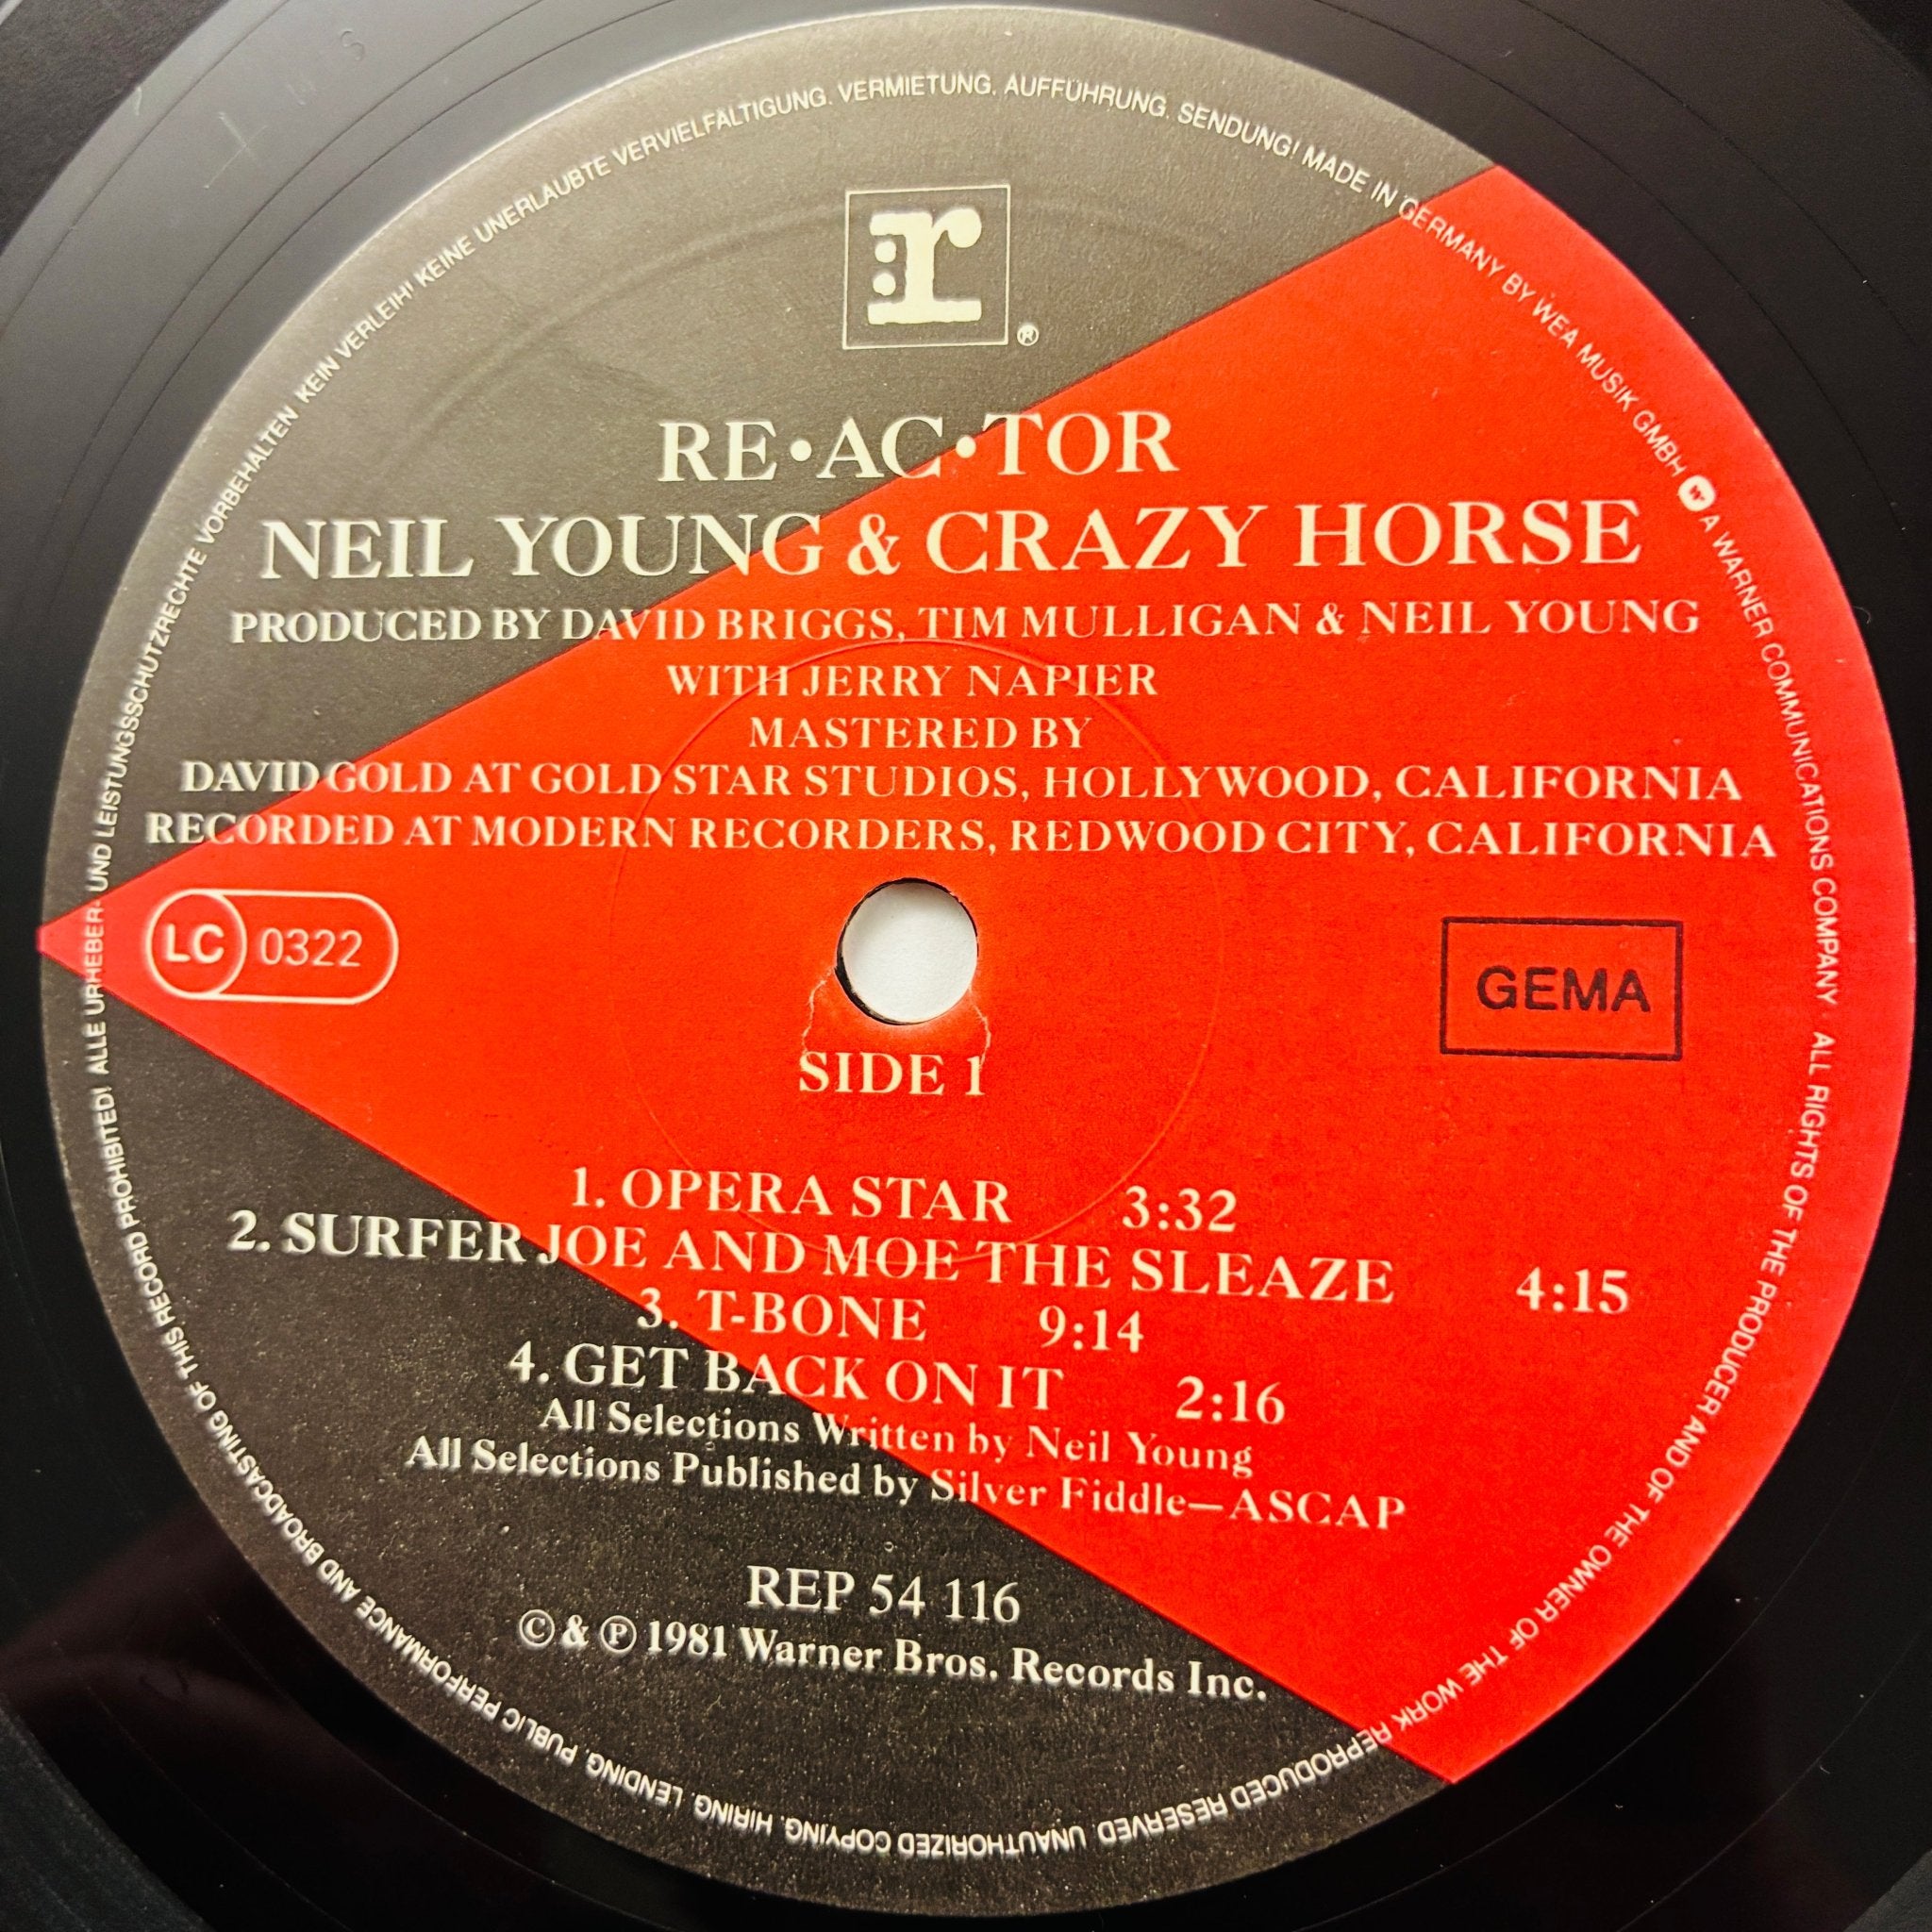 ALLE URHEBER- UND LEISTUNGSSCHUTZRECHTE VORBEHALTEN KEIN VERLEIH! KEINE UNERLAUBTE VERVIELFÄLTIGUNG. VERMIETUNG. AUFFÜHRUNG. SENDUNG! MADE IN GERMANY BY WEA MUSIK GMBH W A WARNER COMMUNICATIONS COMPANY · ALL RIGHTS OF THE PRODUCER AND OF THE OWNER OF THE WORK REPRODUCED RESERVED. UNAUTHORIZED COPYING. HIRING. LENDING. PUBLIC PERFORMANCE AND BROADCASTING OF THIS RECORD PROHIBITED!
r ®
RE•AC•TOR
NEIL YOUNG & CRAZY HORSE
PRODUCED BY DAVID BRIGGS, TIM MULLIGAN & NEIL YOUNG
WITH JERRY NAPIER
MASTERED BY
DAVID GOLD AT GOLD STAR STUDIOS, HOLLYWOOD, CALIFORNIA
RECORDED AT MODERN RECORDERS, REDWOOD CITY, CALIFORNIA
LC 0322
GEMA
SIDE 1
1. OPERA STAR 3:32
2. SURFER JOE AND MOE THE SLEAZE 4:15
3. T-BONE 9:14
4. GET BACK ON IT 2:16
All Selections Written by Neil Young
All Selections Published by Silver Fiddle—ASCAP
REP 54 116
© & ℗ 1981 Warner Bros. Records Inc.